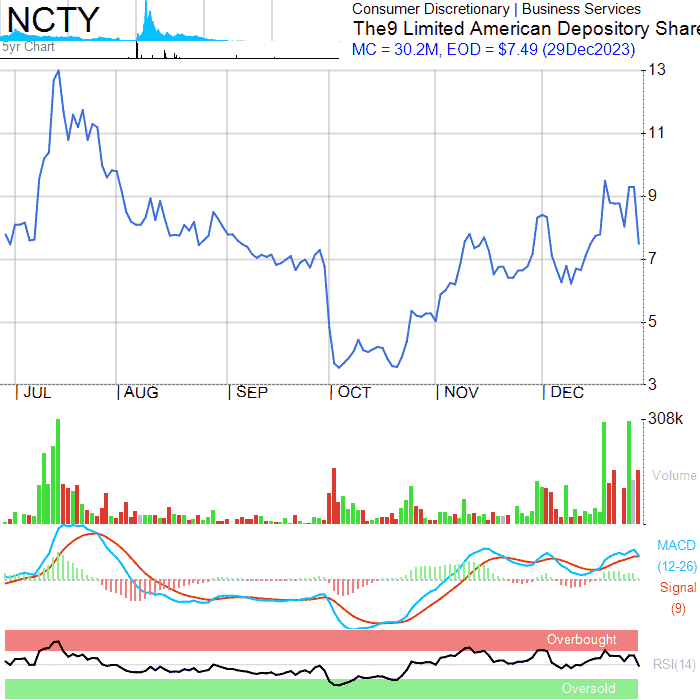 NCTY
5yr Chart
Consumer Discretionary | Business Services
The9 Limited American Depository Share
MC = 30.2M, EOD = $7.49 (29Dec2023)
13
11
9
7
5
3
JUL AUG SEP OCT NOV DEC
308k
Volume
MACD
(12-26)
Signal
(9)
Overbought
RSI(14)
Oversold